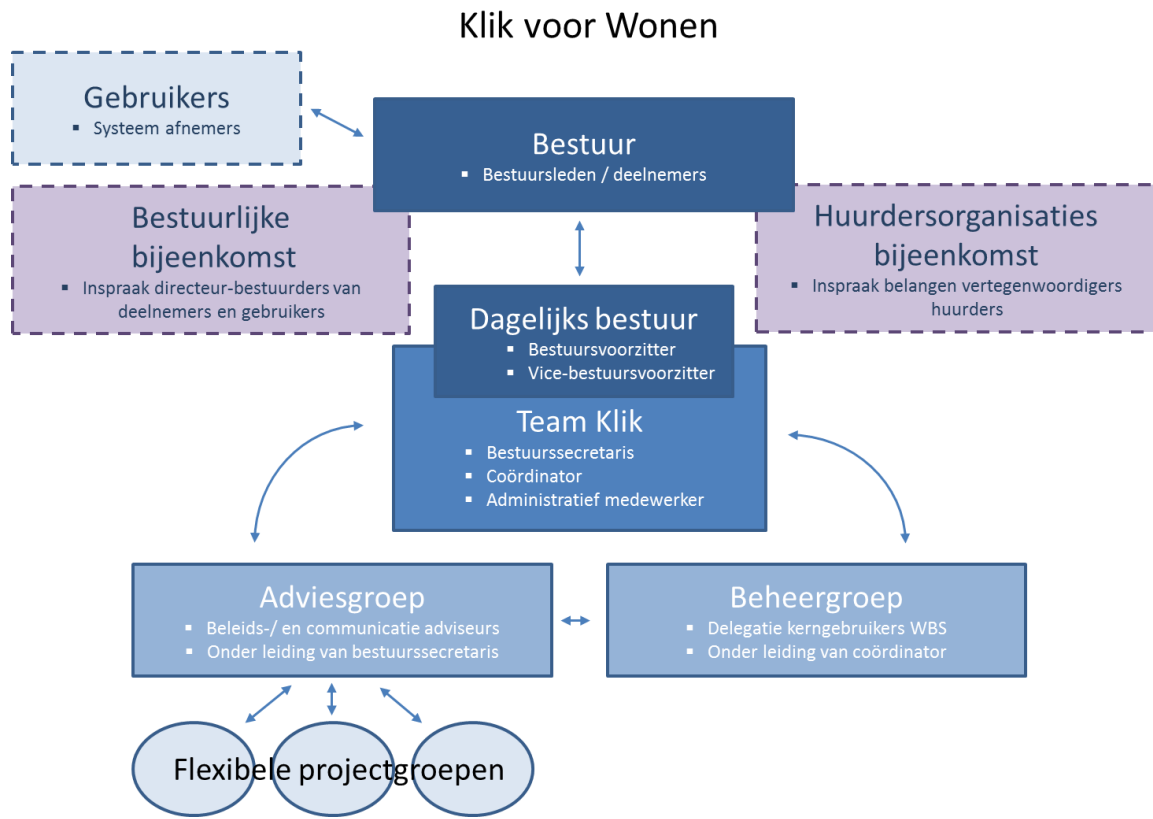 Klik voor Wonen
Gebruikers
▪ Systeem afnemers
Bestuur
▪ Bestuursleden / deelnemers
Bestuurlijke
bijeenkomst
▪ Inspraak directeur-bestuurders van
deelnemers en gebruikers
Huurdersorganisaties
bijeenkomst
▪ Inspraak belangen vertegenwoordigers
huurders
Dagelijks bestuur
▪ Bestuursvoorzitter
▪ Vice-bestuursvoorzitter
Team Klik
▪ Bestuurssecretaris
▪ Coördinator
▪ Administratief medewerker
Adviesgroep
▪ Beleids-/ en communicatie adviseurs
▪ Onder leiding van bestuurssecretaris
Beheergroep
▪ Delegatie kerngebruikers WBS
▪ Onder leiding van coördinator
Flexibele projectgroepen